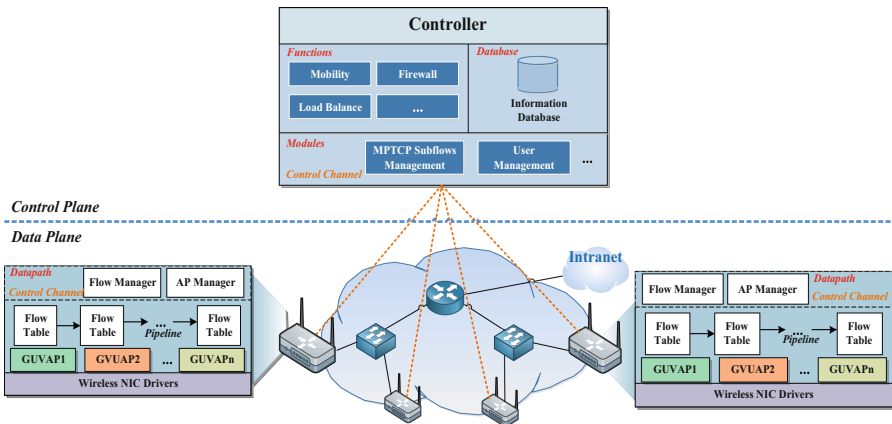 Controller
Functions
Database
Mobility
Firewall
Load Balance
...
Information
Database
Modules
MPTCP Subflows
Management
User
Management
...
Control Channel
Control Plane
Data Plane
Intranet
Datapath
Control Channel
Flow Manager
AP Manager
Flow
Table
Flow
Table
...
Pipeline
Flow
Table
GUVAP1
GVUAP2
...
GUVAPn
Wireless NIC Drivers
Flow Manager
AP Manager
Datapath
Control Channel
Flow
Table
Flow
Table
...
Pipeline
Flow
Table
GUVAP1
GVUAP2
...
GUVAPn
Wireless NIC Drivers